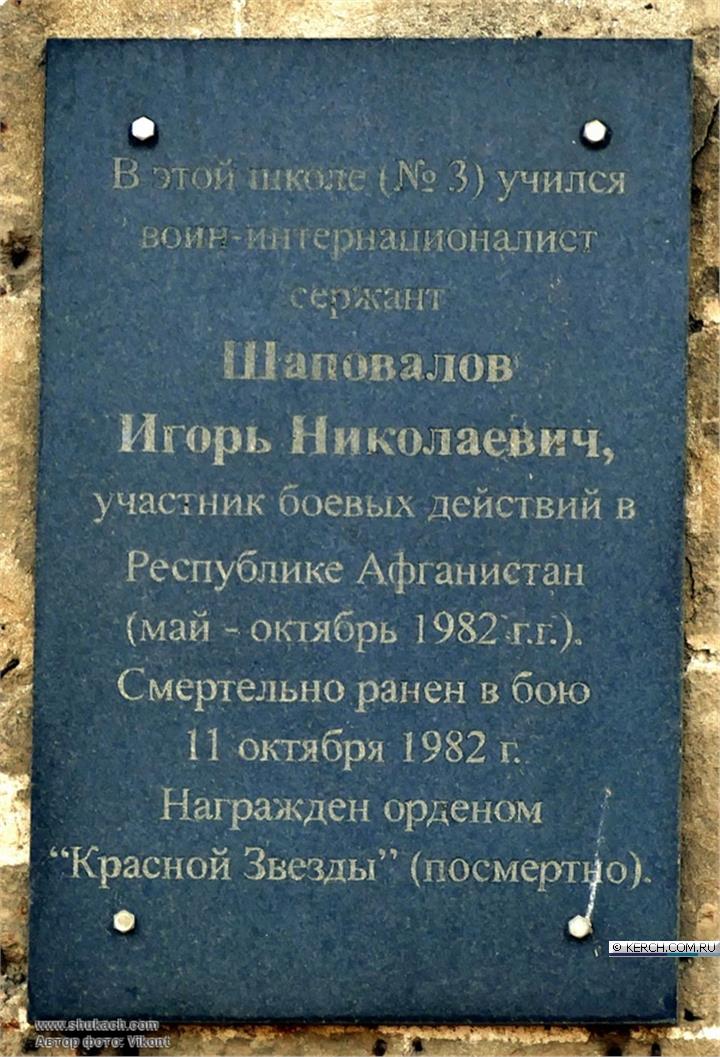 В этой школе (№ 3) учился
воин-интернационалист
сержант
Шаповалов
Игорь Николаевич,
участник боевых действий в
Республике Афганистан
(май - октябрь 1982 г.г.).
Смертельно ранен в бою
11 октября 1982 г.
Награжден орденом
“Красной Звезды” (посмертно).
© KERCH.COM.RU
www.shukach.com
Автор фото: Vikont